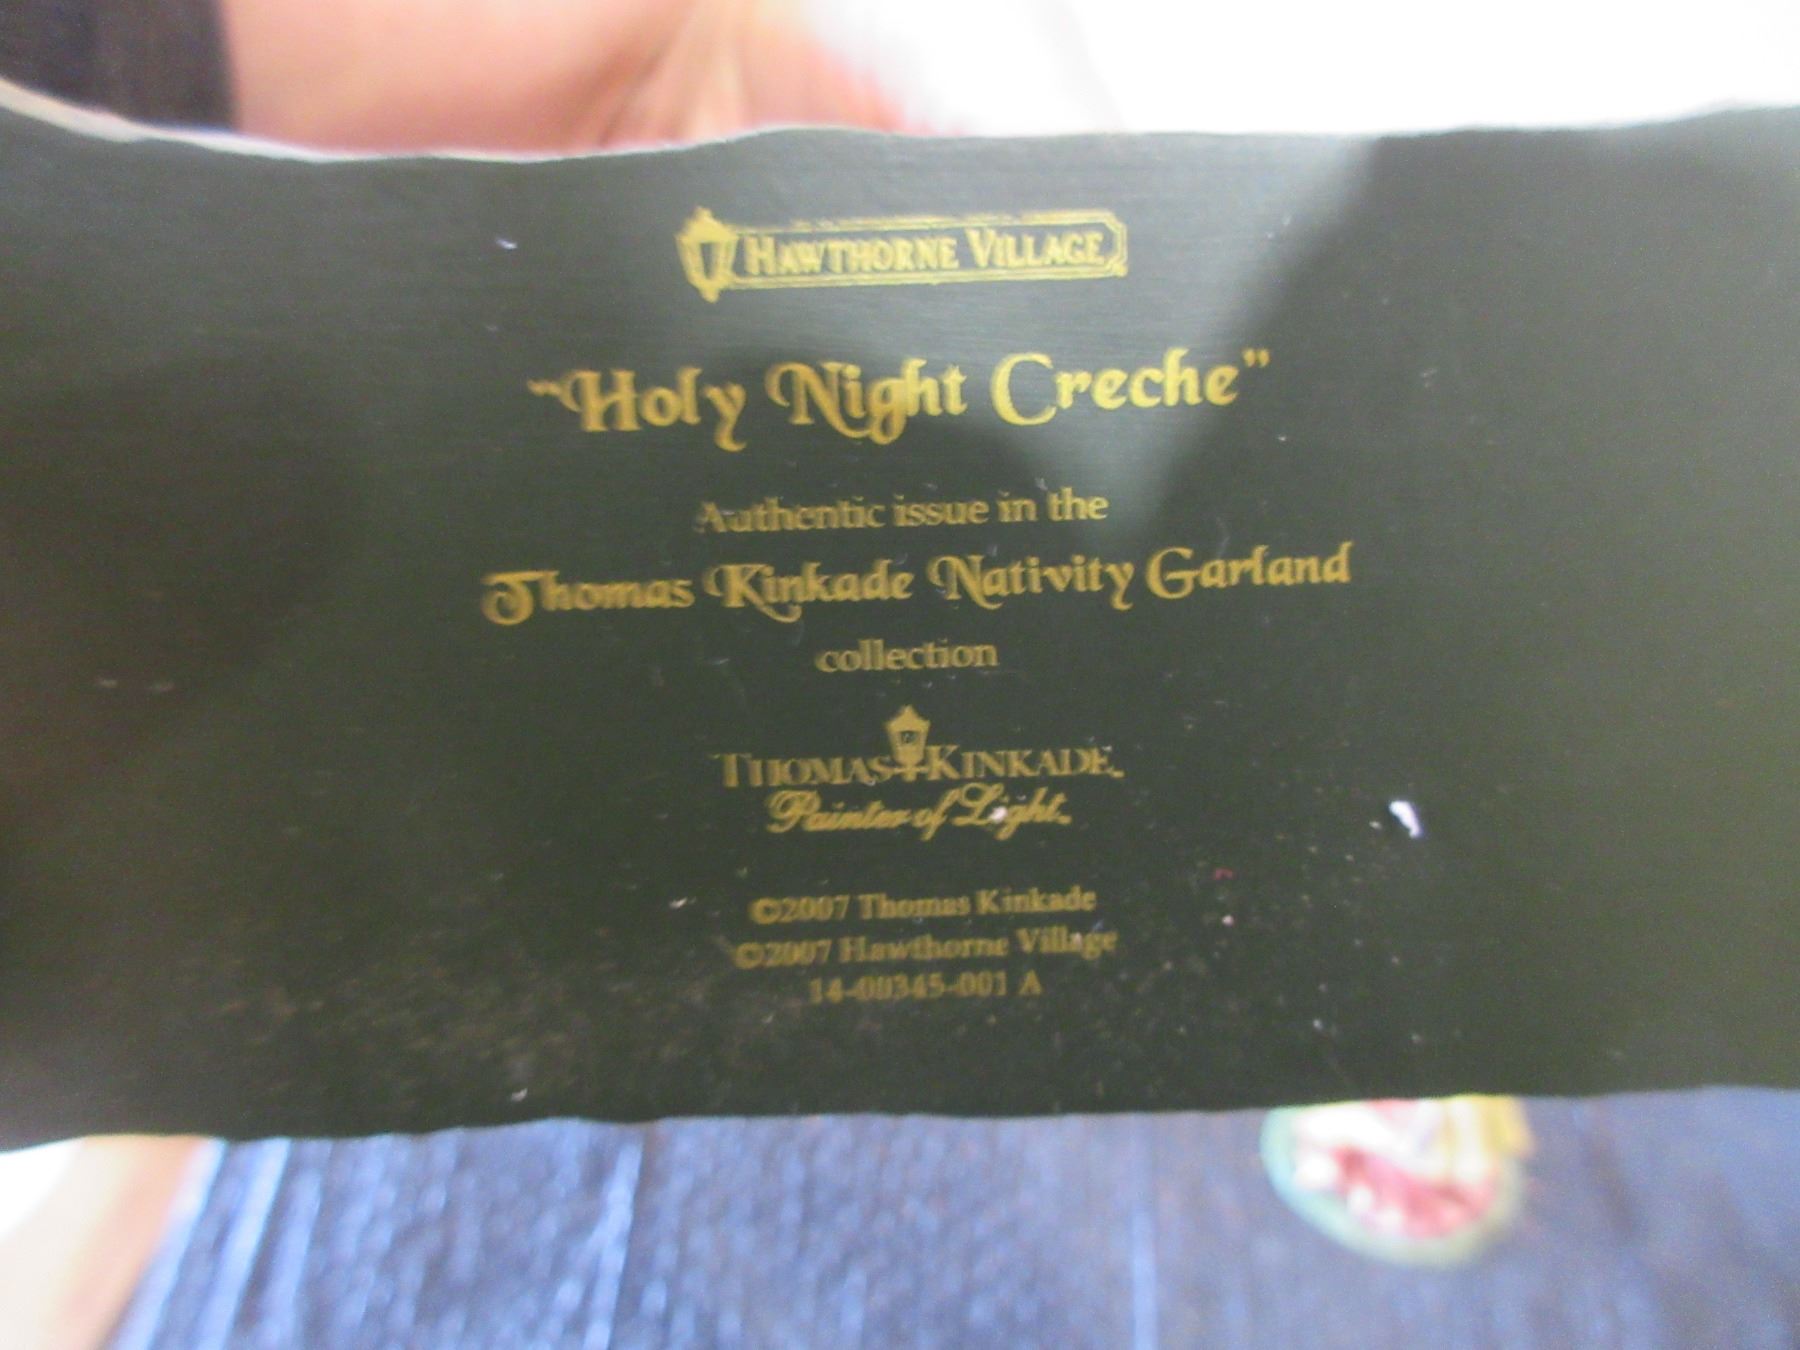 HAWTHORNE VILLAGE
"Holy Night Creche"
Authentic issue in the
Thomas Kinkade Nativity Garland
collection
THOMAS KINKADE
Painter of Light
©2007 Thomas Kinkade
©2007 Hawthorne Village
14-00345-001 A